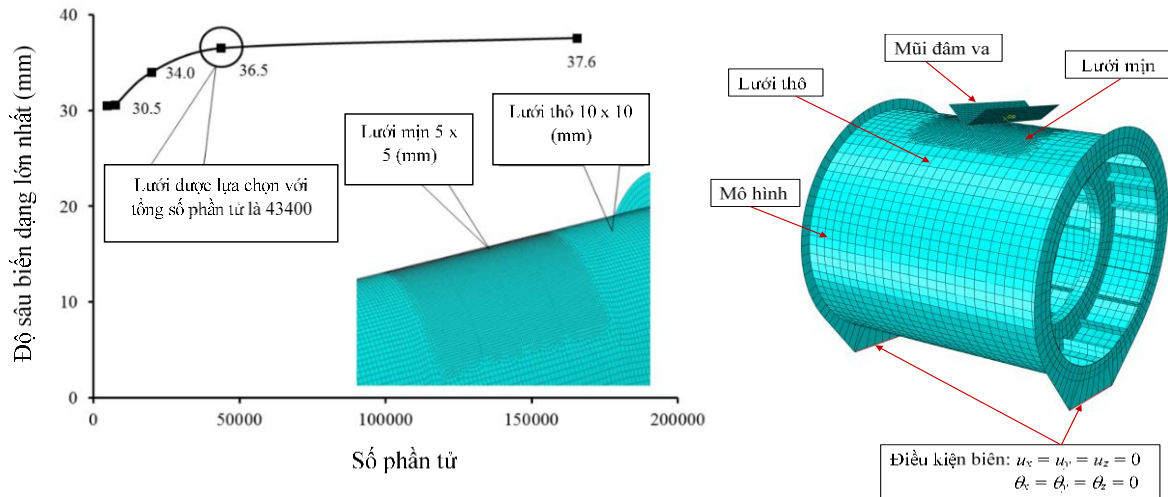 Độ sâu biến dạng lớn nhất (mm)
40
30
20
10
0
0
50000
100000
150000
200000
Số phần tử
30.5
34.0
36.5
37.6
Lưới dược lựa chọn với
tổng số phần tử là 43400
Lưới mịn 5 x
5 (mm)
Lưới thô 10 x 10
(mm)
Mũi đâm va
Lưới thô
Lưới mịn
Mô hình
Điều kiện biên: uₓ = uᵧ = u_z = 0
θₓ = θᵧ = θ_z = 0